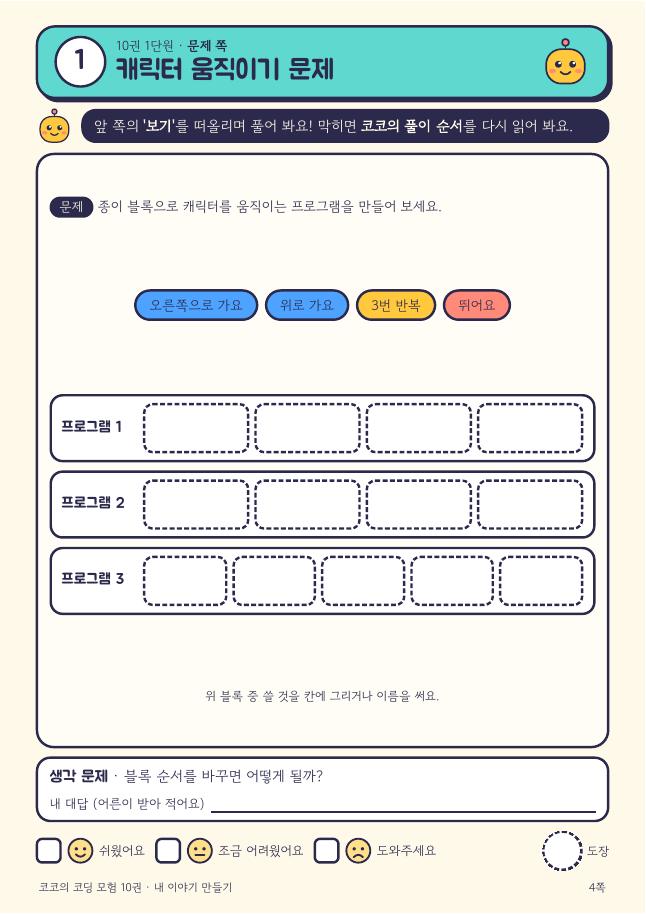 1
10권 1단원 · 문제 쪽
캐릭터 움직이기 문제
앞 쪽의 '보기'를 떠올리며 풀어 봐요! 막히면 코코의 풀이 순서를 다시 읽어 봐요.
문제 종이 블록으로 캐릭터를 움직이는 프로그램을 만들어 보세요.
오른쪽으로 가요 위로 가요 3번 반복 뛰어요
프로그램 1
프로그램 2
프로그램 3
위 블록 중 쓸 것을 칸에 그리거나 이름을 써요.
생각 문제 · 블록 순서를 바꾸면 어떻게 될까?
내 대답 (어른이 받아 적어요)
쉬웠어요 조금 어려웠어요 도와주세요 도장
코코의 코딩 모험 10권 · 내 이야기 만들기 4쪽